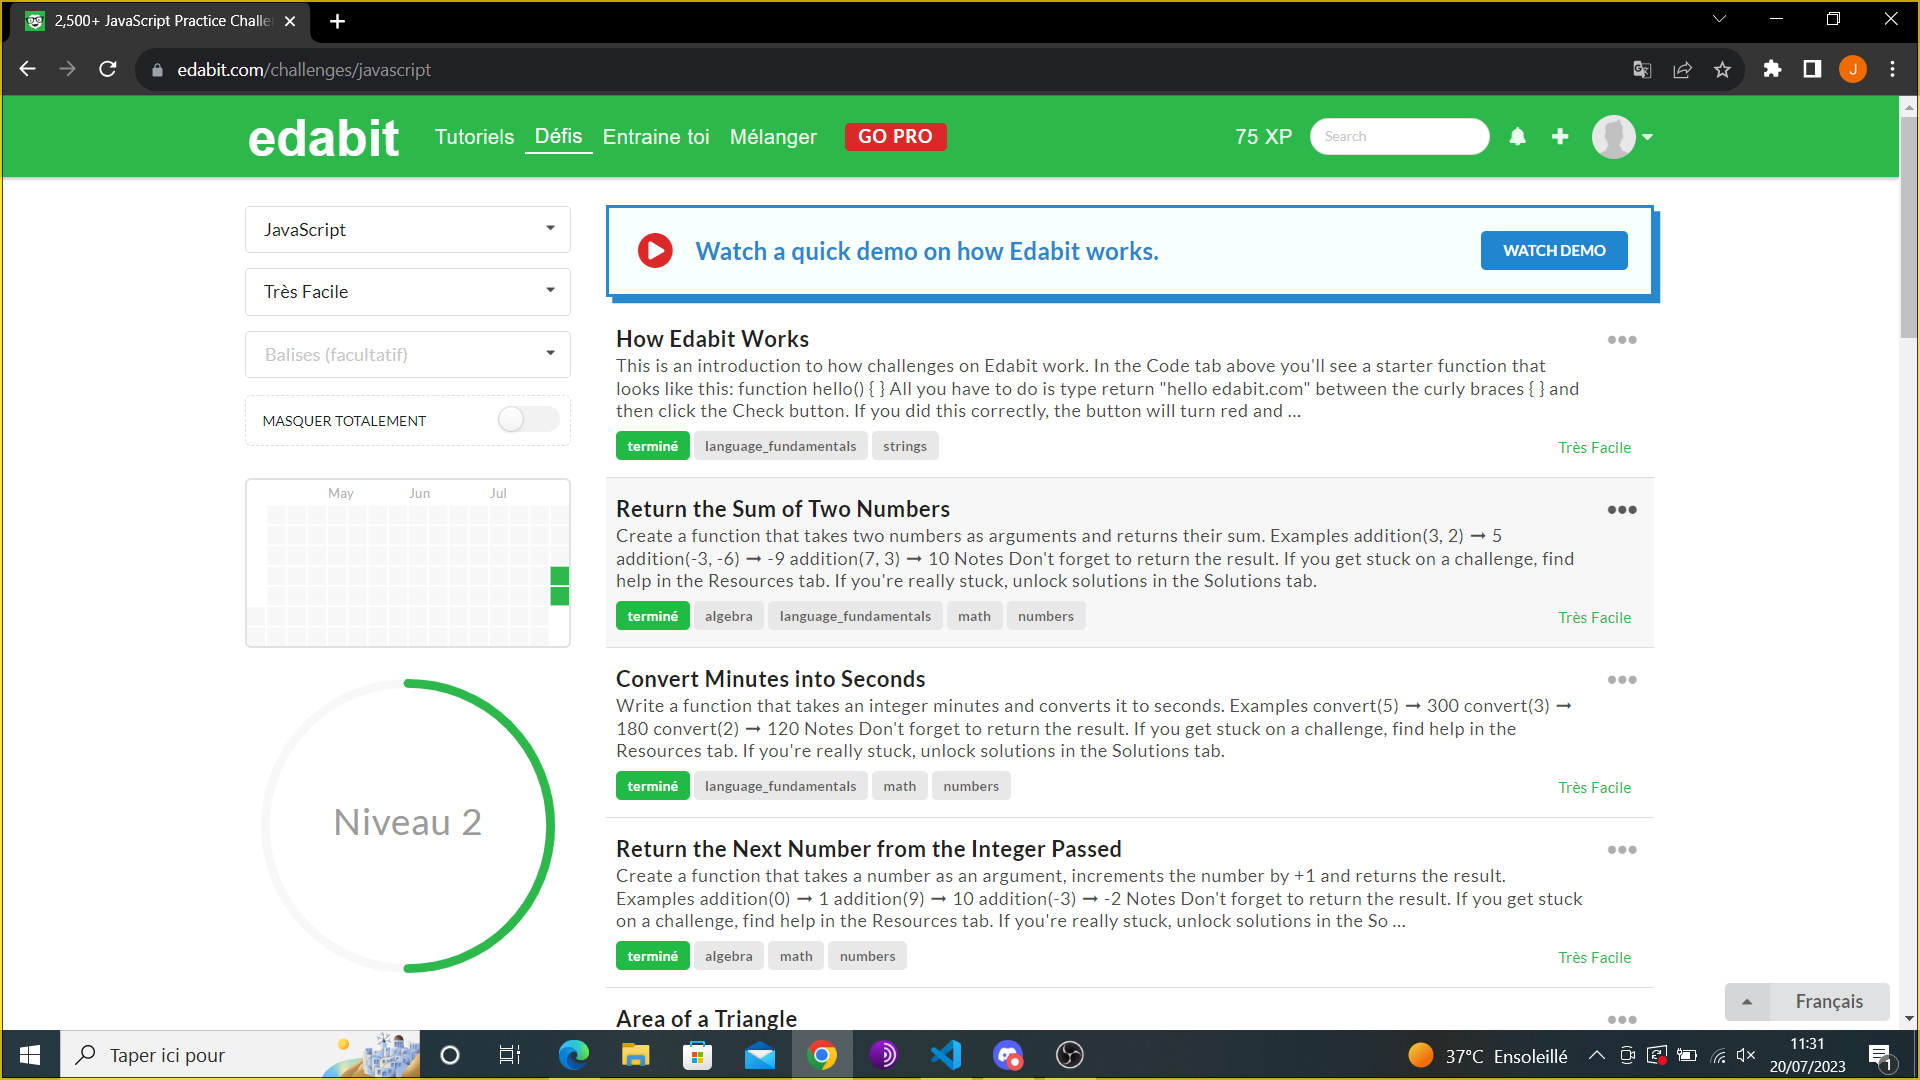 2,500+ JavaScript Practice Challe
edabit.com/challenges/javascript
J
edabit
Tutoriels Défis Entraine toi Mélanger GO PRO
75 XP Search
JavaScript
Très Facile
Balises (facultatif)
MASQUER TOTALEMENT
May Jun Jul
Niveau 2
Watch a quick demo on how Edabit works.
WATCH DEMO
How Edabit Works
This is an introduction to how challenges on Edabit work. In the Code tab above you'll see a starter function that
looks like this: function hello() { } All you have to do is type return "hello edabit.com" between the curly braces { } and
then click the Check button. If you did this correctly, the button will turn red and ...
terminé language_fundamentals strings
Très Facile
Return the Sum of Two Numbers
Create a function that takes two numbers as arguments and returns their sum. Examples addition(3, 2) ➞ 5
addition(-3, -6) ➞ -9 addition(7, 3) ➞ 10 Notes Don't forget to return the result. If you get stuck on a challenge, find
help in the Resources tab. If you're really stuck, unlock solutions in the Solutions tab.
terminé algebra language_fundamentals math numbers
Très Facile
Convert Minutes into Seconds
Write a function that takes an integer minutes and converts it to seconds. Examples convert(5) ➞ 300 convert(3) ➞
180 convert(2) ➞ 120 Notes Don't forget to return the result. If you get stuck on a challenge, find help in the
Resources tab. If you're really stuck, unlock solutions in the Solutions tab.
terminé language_fundamentals math numbers
Très Facile
Return the Next Number from the Integer Passed
Create a function that takes a number as an argument, increments the number by +1 and returns the result.
Examples addition(0) ➞ 1 addition(9) ➞ 10 addition(-3) ➞ -2 Notes Don't forget to return the result. If you get stuck
on a challenge, find help in the Resources tab. If you're really stuck, unlock solutions in the So ...
terminé algebra math numbers
Très Facile
Area of a Triangle
Français
Taper ici pour
37°C Ensoleillé
11:31
20/07/2023
1